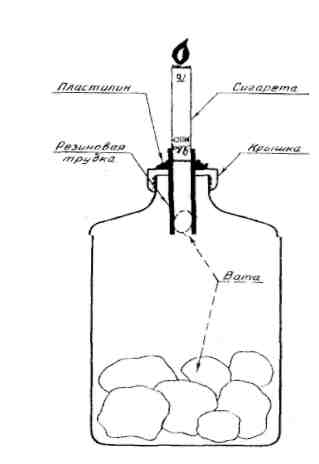 Пластилин
Сигарета
Резиновая
трубка
Крышка
Вата